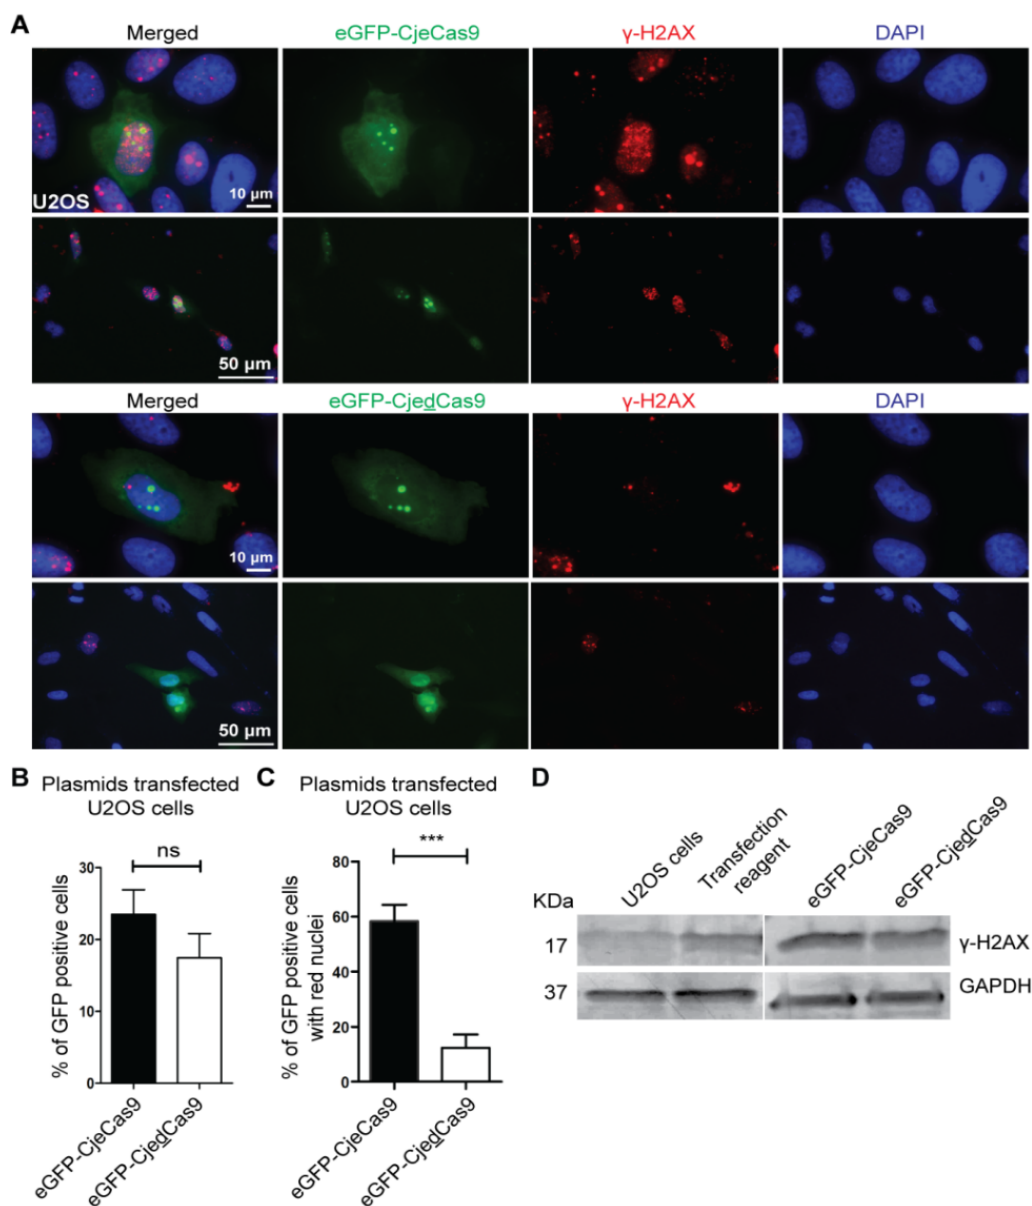 A
Merged eGFP-CjeCas9 γ-H2AX DAPI
U2OS 10 µm
50 µm
Merged eGFP-CjedCas9 γ-H2AX DAPI
10 µm
50 µm
B Plasmids transfected
U2OS cells
ns
% of GFP positive cells
30
20
10
0
eGFP-CjeCas9
eGFP-CjedCas9
C Plasmids transfected
U2OS cells
***
% of GFP positive cells
with red nuclei
80
60
40
20
0
eGFP-CjeCas9
eGFP-CjedCas9
D
U2OS cells
Transfection
reagent
eGFP-CjeCas9
eGFP-CjedCas9
KDa
17 γ-H2AX
37 GAPDH